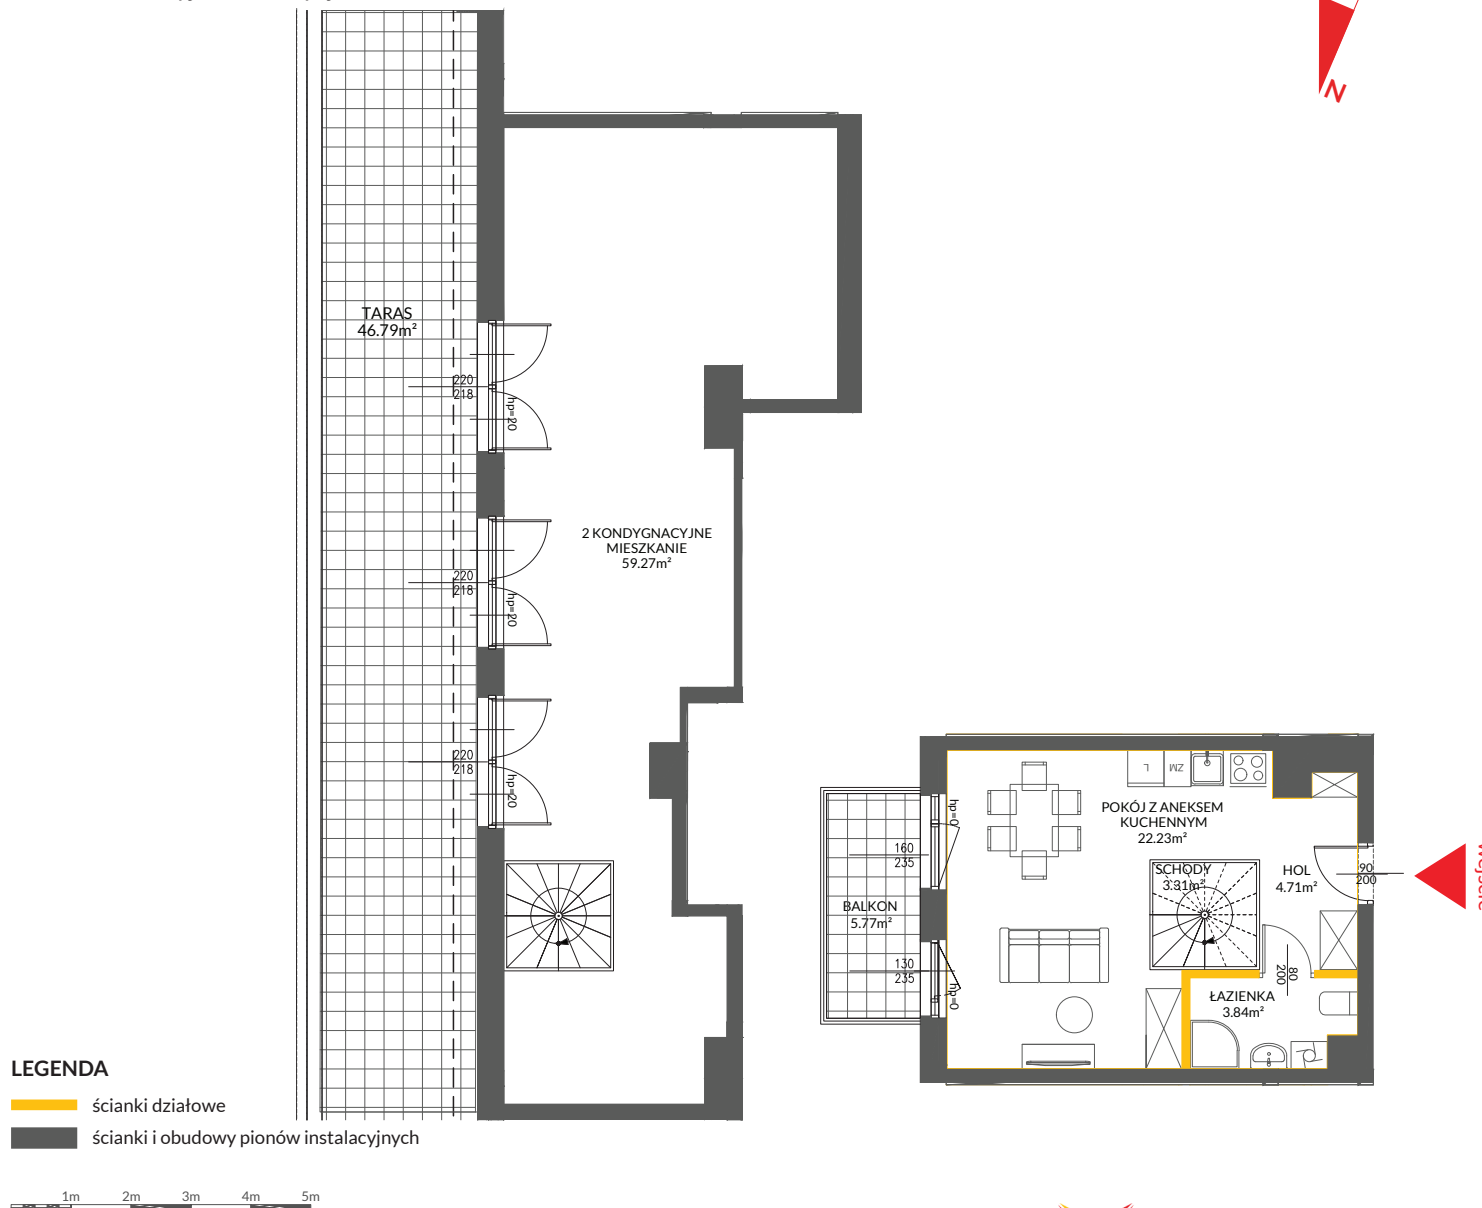 N
TARAS
46.79m²
220
218
hp=20
2 KONDYGNACYJNE
MIESZKANIE
59.27m²
220
218
hp=20
220
218
hp=20
L
ZM
hp=0
POKÓJ Z ANEKSEM
KUCHENNYM
22.23m²
160
235
SCHODY
3.31m²
HOL
4.71m²
90
200
wejście
BALKON
5.77m²
130
235
hp=0
80
200
ŁAZIENKA
3.84m²
LEGENDA
ścianki działowe
ścianki i obudowy pionów instalacyjnych
1m 2m 3m 4m 5m